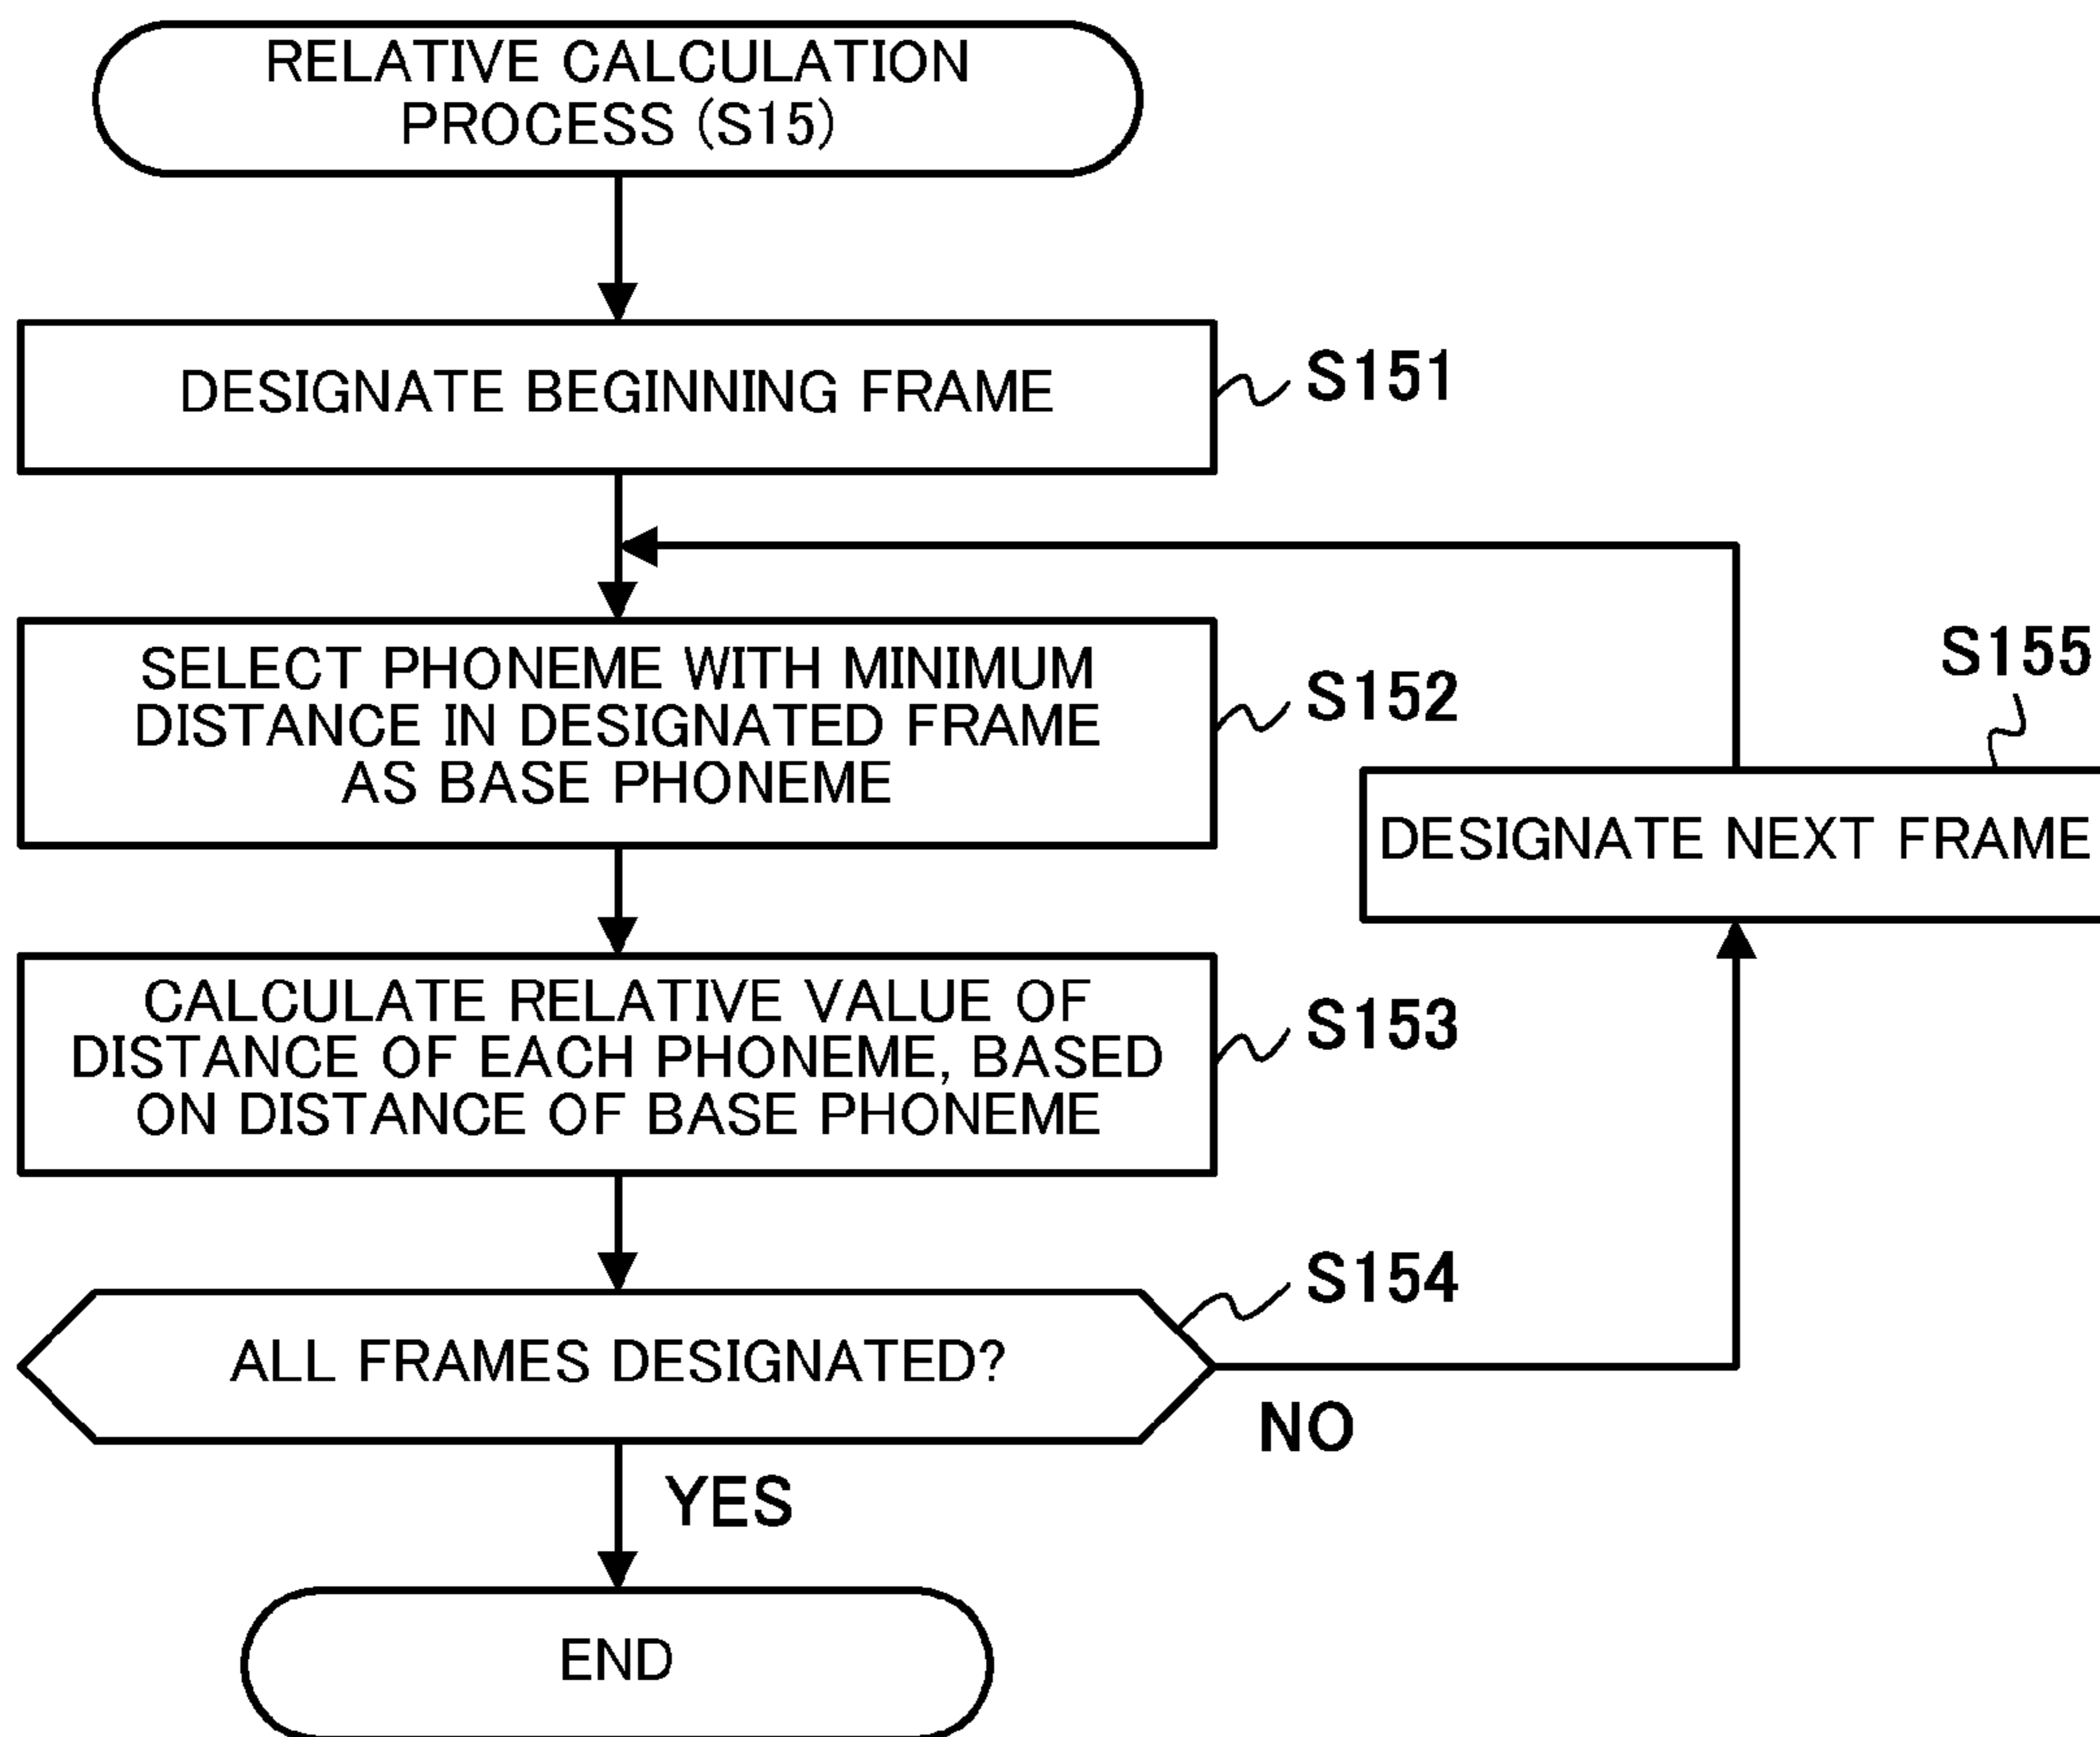 RELATIVE CALCULATION
PROCESS (S15)
DESIGNATE BEGINNING FRAME
S151
SELECT PHONEME WITH MINIMUM
DISTANCE IN DESIGNATED FRAME
AS BASE PHONEME
S152
S155
DESIGNATE NEXT FRAME
CALCULATE RELATIVE VALUE OF
DISTANCE OF EACH PHONEME, BASED
ON DISTANCE OF BASE PHONEME
S153
ALL FRAMES DESIGNATED?
S154
NO
YES
END